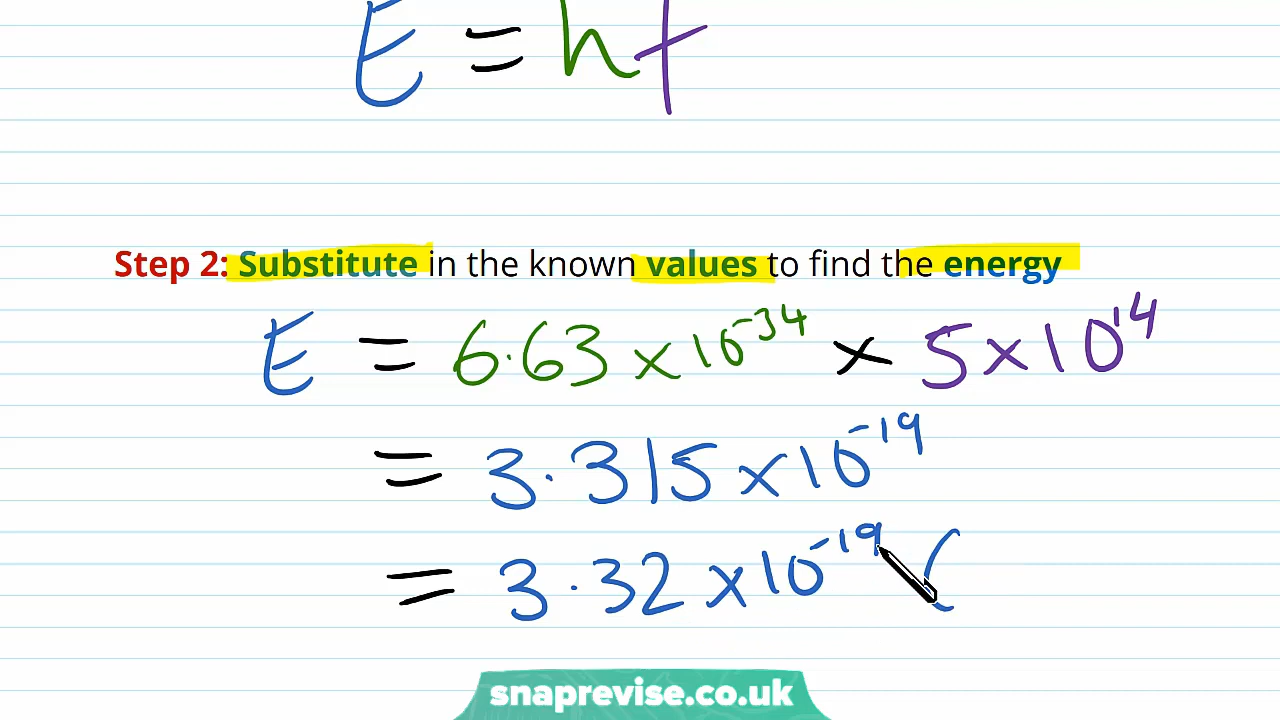 E = hf
Step 2: Substitute in the known values to find the energy
E = 6.63 × 10⁻³⁴ × 5 × 10¹⁴
= 3.315 × 10⁻¹⁹
= 3.32 × 10⁻¹⁹ (
snaprevise.co.uk